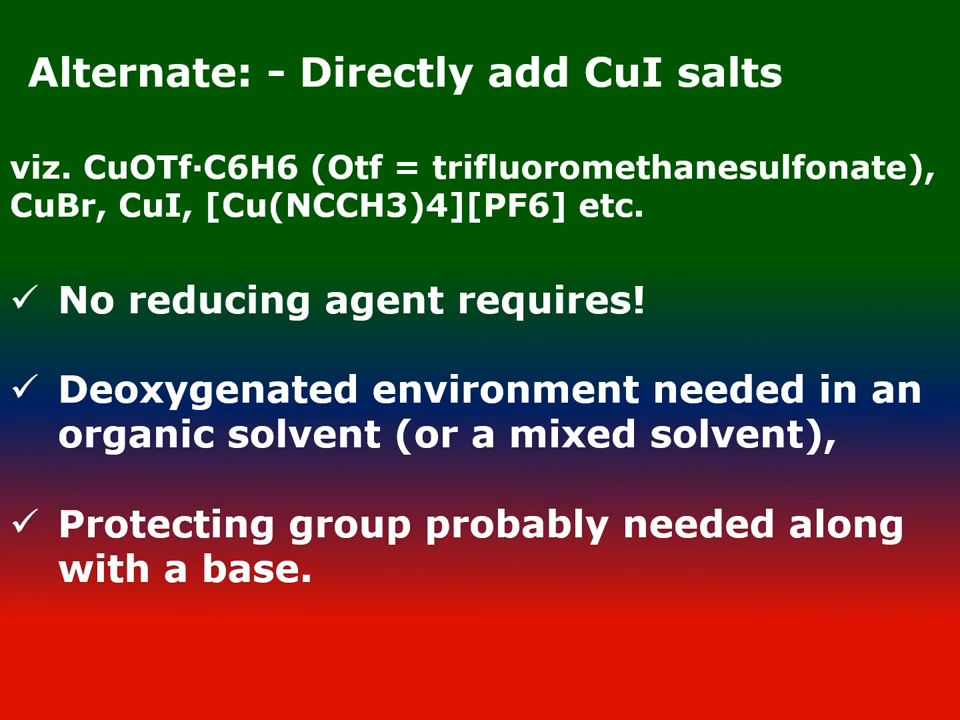 Alternate: - Directly add CuI salts
viz. CuOTf·C6H6 (Otf = trifluoromethanesulfonate),
CuBr, CuI, [Cu(NCCH3)4][PF6] etc.
✓ No reducing agent requires!
✓ Deoxygenated environment needed in an
organic solvent (or a mixed solvent),
✓ Protecting group probably needed along
with a base.